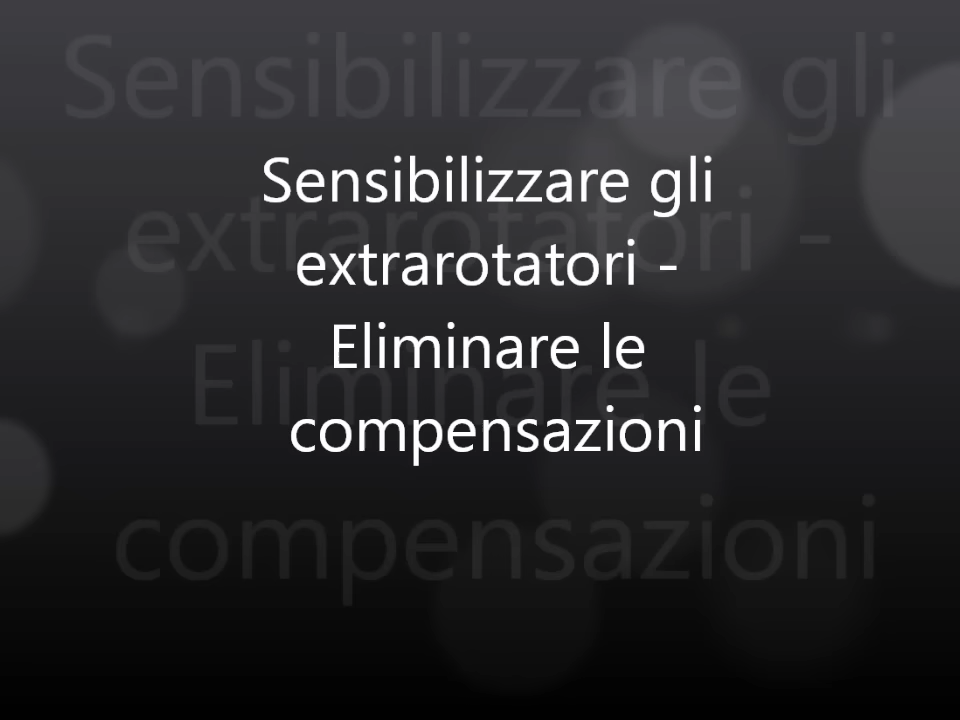 Sensibilizzare gli
extrarotatori -
Eliminare le
compensazioni